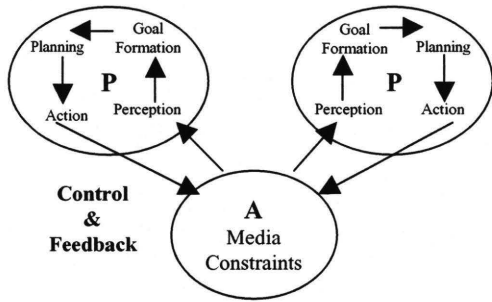 Goal
Formation
Planning
P
Action
Perception
Goal
Formation
Planning
P
Perception
Action
Control
&
Feedback
A
Media
Constraints